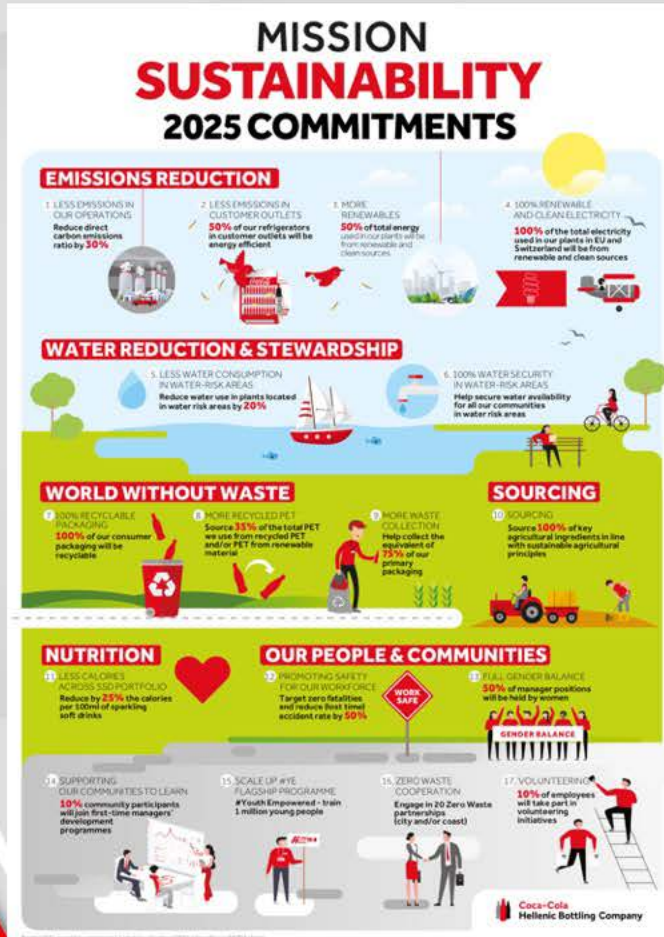 MISSION
SUSTAINABILITY
2025 COMMITMENTS
EMISSIONS REDUCTION
1. LESS EMISSIONS IN
OUR OPERATIONS
Reduce direct
carbon emissions
ratio by 30%
2. LESS EMISSIONS IN
CUSTOMER OUTLETS
50% of our refrigerators
in customer outlets will be
energy efficient
3. MORE
RENEWABLES
50% of total energy
used in our plants will be
from renewable and
clean sources
4. 100% RENEWABLE
AND CLEAN ELECTRICITY
100% of the total electricity
used in our plants in EU and
Switzerland will be from
renewable and clean sources
WATER REDUCTION & STEWARDSHIP
5. LESS WATER CONSUMPTION
IN WATER-RISK AREAS
Reduce water use in plants located
in water risk areas by 20%
6. 100% WATER SECURITY
IN WATER-RISK AREAS
Help secure water availability
for all our communities
in water risk areas
WORLD WITHOUT WASTE
7 100% RECYCLABLE
PACKAGING
100% of our consumer
packaging will be
recyclable
8 MORE RECYCLED PET
Source 35% of the total PET
we use from recycled PET
and/or PET from renewable
material
9 MORE WASTE
COLLECTION
Help collect the
equivalent of
75% of our
primary
packaging
SOURCING
10 SOURCING
Source 100% of key
agricultural ingredients in line
with sustainable agricultural
principles
NUTRITION
11 LESS CALORIES
ACROSS SSD PORTFOLIO
Reduce by 25% the calories
per 100ml of sparkling
soft drinks
OUR PEOPLE & COMMUNITIES
12 PROMOTING SAFETY
FOR OUR WORKFORCE
Target zero fatalities
and reduce (lost time)
accident rate by 50%
WORK
SAFE
13 FULL GENDER BALANCE
50% of manager positions
will be held by women
GENDER BALANCE
14. SUPPORTING
OUR COMMUNITIES TO LEARN
10% community participants
will join first-time managers'
development
programmes
15. SCALE UP #YE
FLAGSHIP PROGRAMME
#Youth Empowered - train
1 million young people
16. ZERO WASTE
COOPERATION
Engage in 20 Zero Waste
partnerships
(city and/or coast)
17. VOLUNTEERING
10% of employees
will take part in
volunteering
initiatives
Coca-Cola
Hellenic Bottling Company